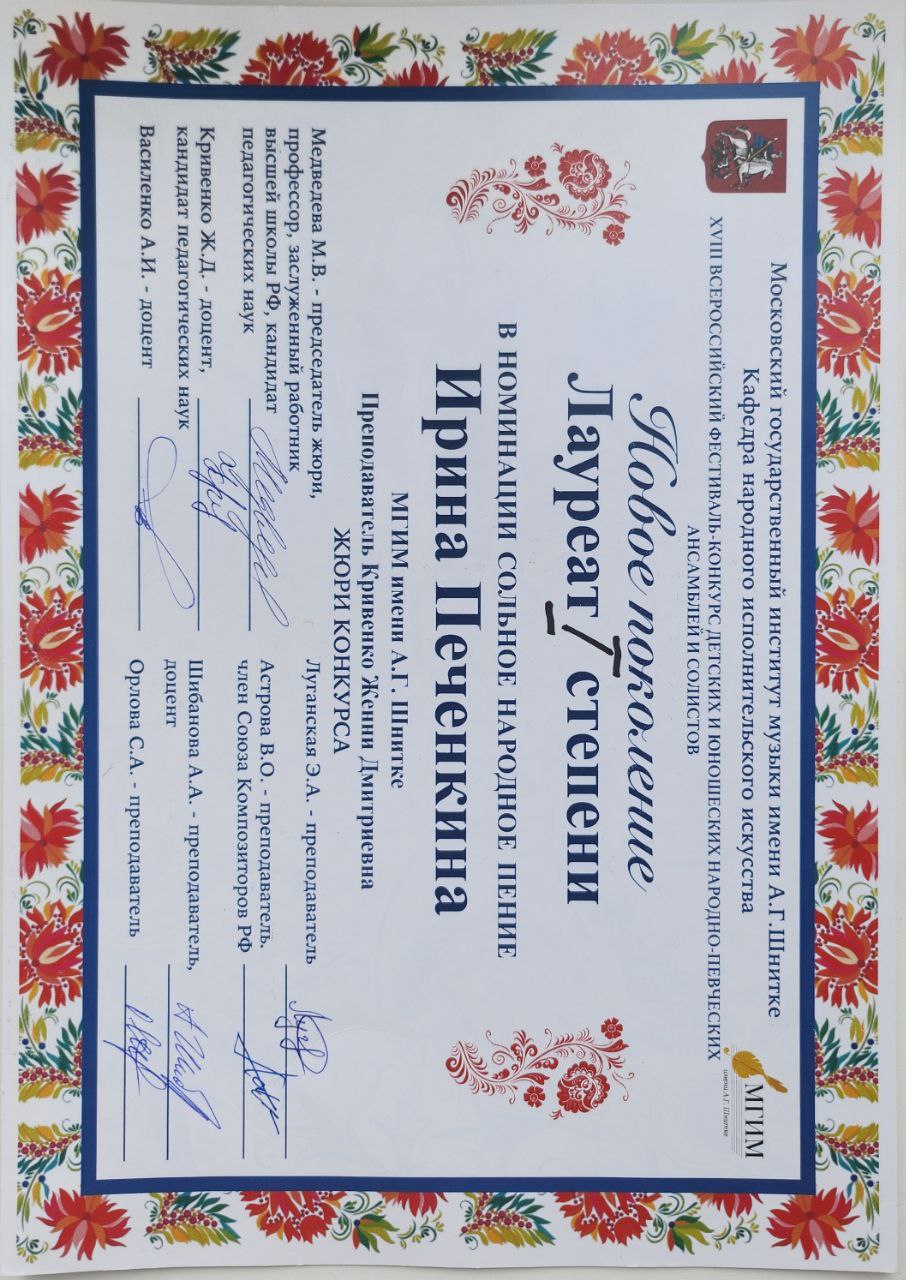 Московский государственный институт музыки имени А.Г.Шнитке
Кафедра народного исполнительского искусства
XVIII ВСЕРОССИЙСКИЙ ФЕСТИВАЛЬ-КОНКУРС ДЕТСКИХ И ЮНОШЕСКИХ НАРОДНО-ПЕВЧЕСКИХ
АНСАМБЛЕЙ СОЛИСТОВ
МГИМ
имени А.Г. Шнитке
Новое поколение
Лауреат I степени
В НОМИНАЦИИ СОЛЬНОЕ НАРОДНОЕ ПЕНИЕ
Ирина Печенкина
МГИМ имени А.Г. Шнитке
Преподаватель Кривенко Женни Дмитриевна
ЖЮРИ КОНКУРСА
Медведева М.В. - председатель жюри,
профессор, заслуженный работник
высшей школы РФ, кандидат
педагогических наук
Кривенко Ж.Д. - доцент,
кандидат педагогических наук
Василенко А.И. - доцент
Луганская Э.А. - преподаватель
Астрова В.О. - преподаватель.
член Союза Композиторов РФ
Шибанова А.А. - преподаватель,
доцент
Орлова С.А. - преподаватель